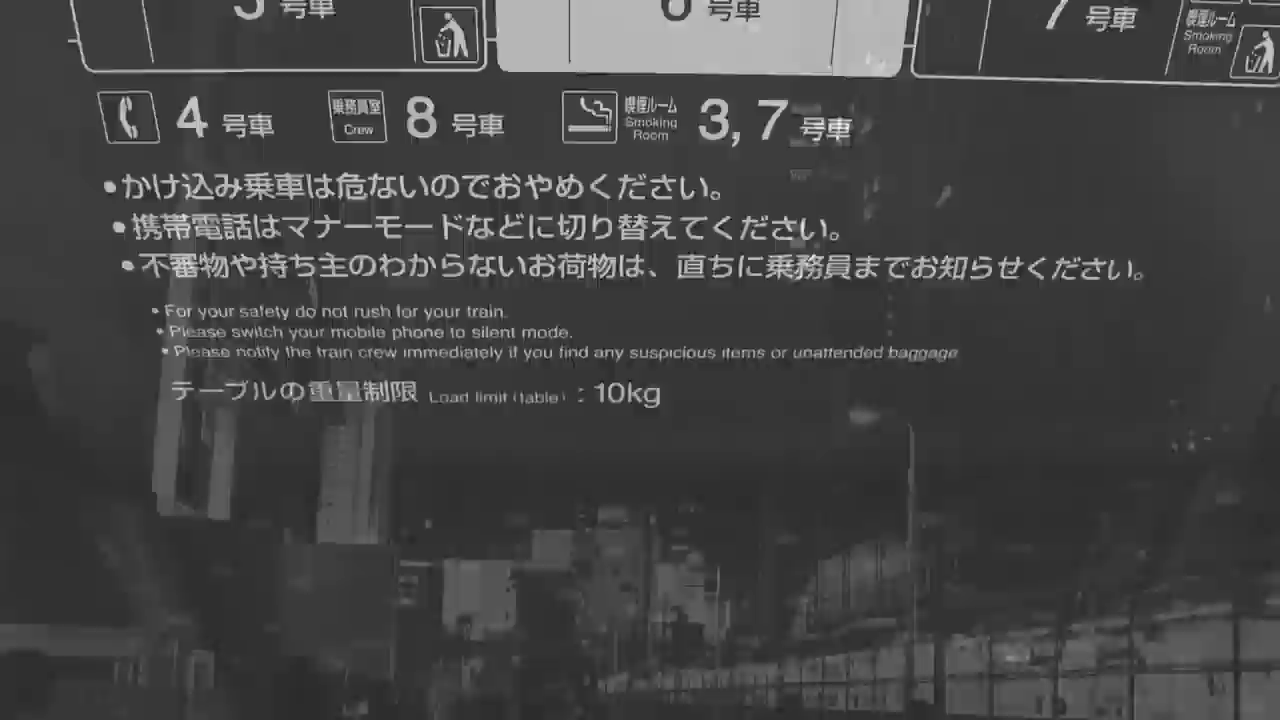 5 号車
6 号車
7 号車
喫煙ルーム
Smoking
Room
4 号車
乗務員室
Crew
8 号車
喫煙ルーム
Smoking
Room
3, 7 号車
•かけ込み乗車は危ないのでおやめください。
•携帯電話はマナーモードなどに切り替えてください。
•不審物や持ち主のわからないお荷物は、直ちに乗務員までお知らせください。
• For your safety do not rush for your train.
• Please switch your mobile phone to silent mode.
• Please notify the train crew immediately if you find any suspicious items or unattended baggage
テーブルの重量制限 Load limit (table) : 10kg